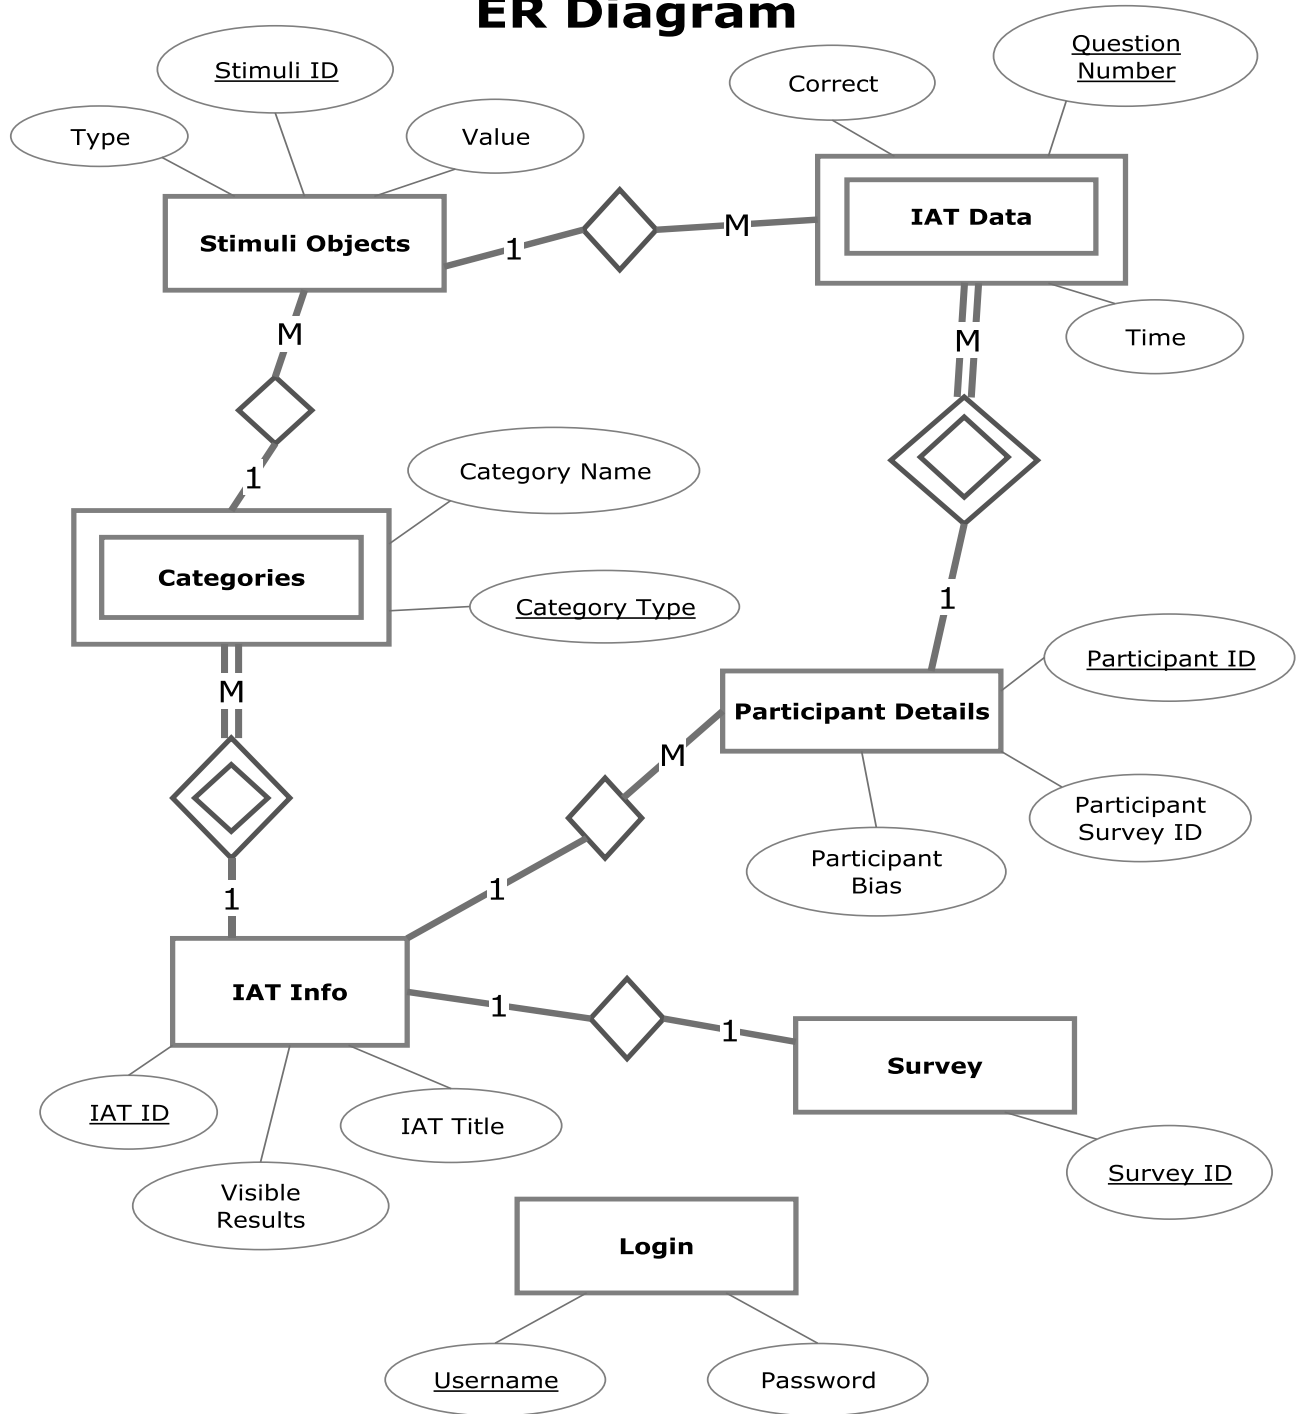 ER Diagram
Stimuli ID
Type
Value
Correct
Question
Number
Stimuli Objects
IAT Data
1
M
M
M
Time
1
Category Name
Categories
Category Type
1
M
Participant ID
Participant Details
M
Participant
Survey ID
Participant
Bias
1
1
IAT Info
1
1
Survey
IAT ID
IAT Title
Visible
Results
Survey ID
Login
Username
Password